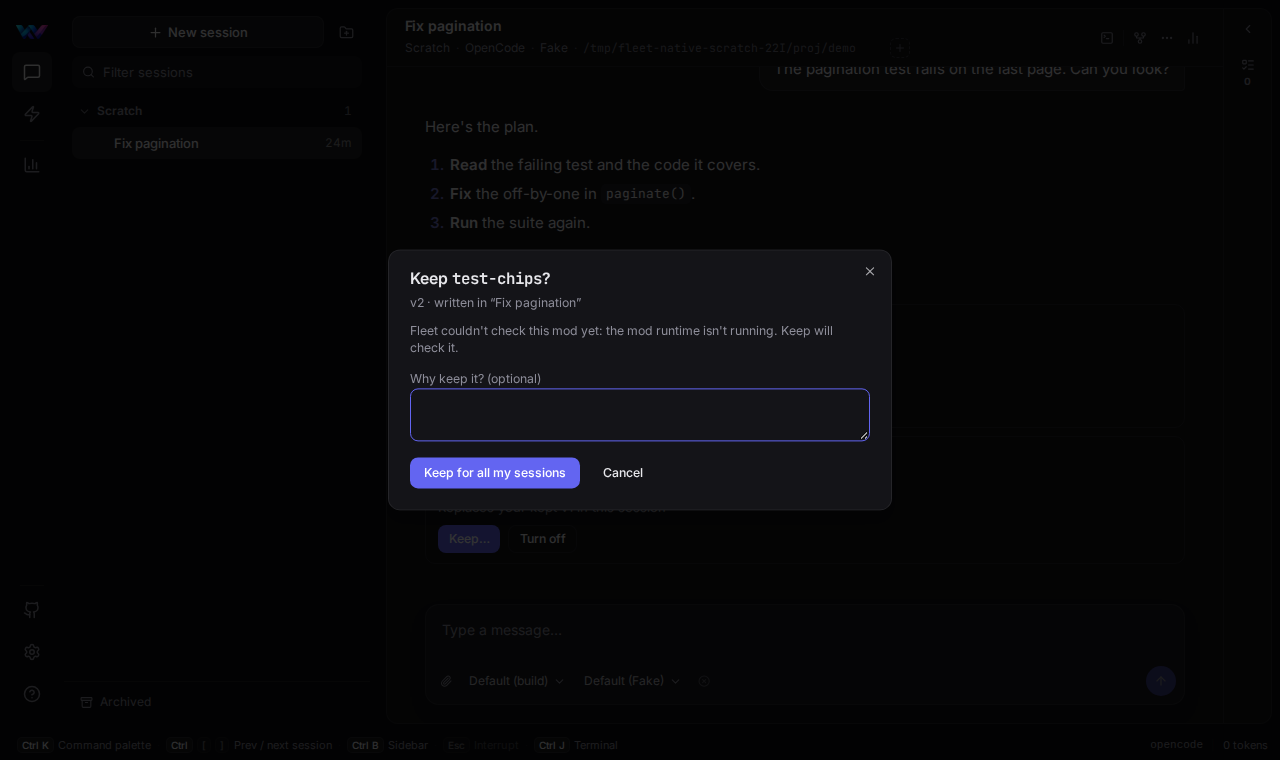 New session
Filter sessions
Scratch 1
Fix pagination 24m
Archived
Fix pagination
Scratch OpenCode Fake /tmp/fleet-native-scratch-22I/proj/demo
0
The pagination test fails on the last page. Can you look?
Here's the plan.
1. Read the failing test and the code it covers.
2. Fix the off-by-one in paginate().
3. Run the suite again.
Keep test-chips?
v2 · written in “Fix pagination”
Fleet couldn't check this mod yet: the mod runtime isn't running. Keep will
check it.
Why keep it? (optional)
Keep for all my sessions Cancel
Keep... Turn off
Type a message...
Default (build) Default (Fake)
Ctrl K Command palette Ctrl [ ] Prev / next session Ctrl B Sidebar Esc Interrupt Ctrl J Terminal opencode 0 tokens